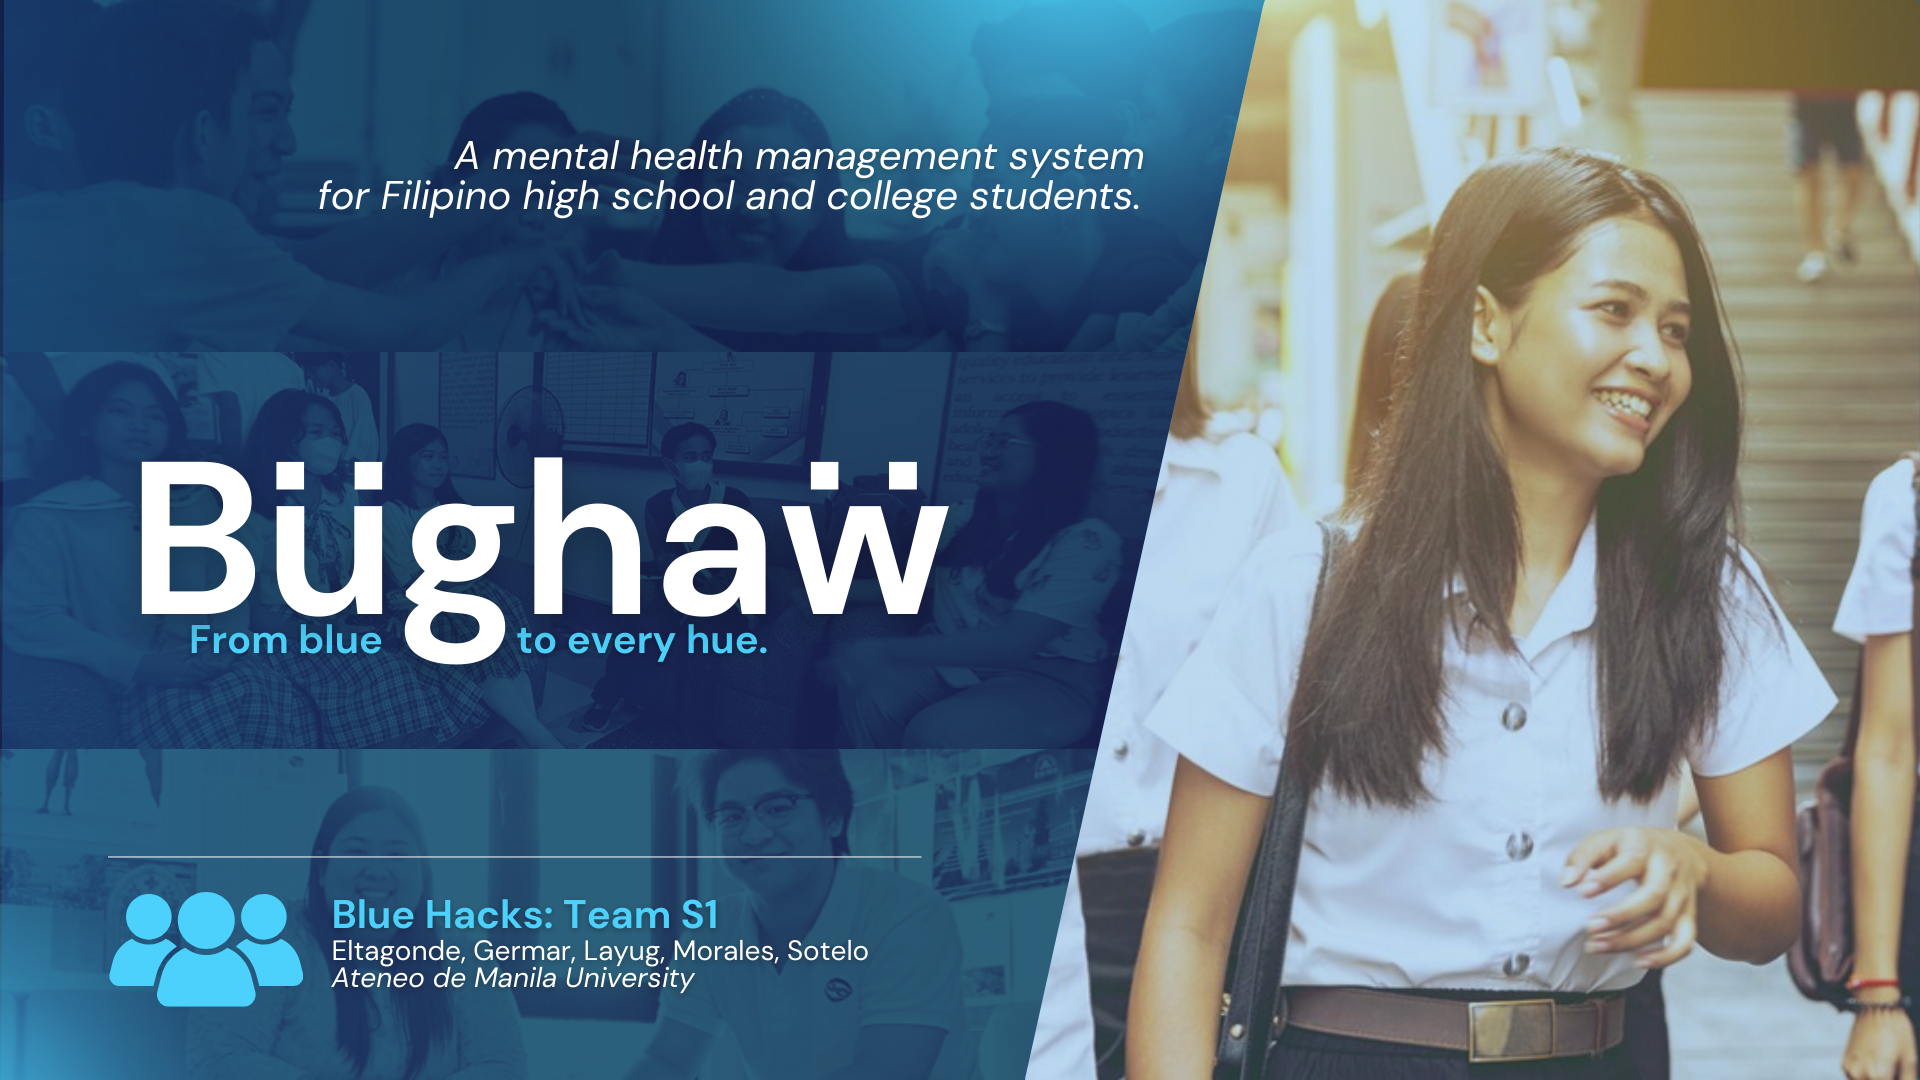 A mental health management system
for Filipino high school and college students.
Büghaẅ
From blue to every hue.
Blue Hacks: Team S1
Eltagonde, Germar, Layug, Morales, Sotelo
Ateneo de Manila University